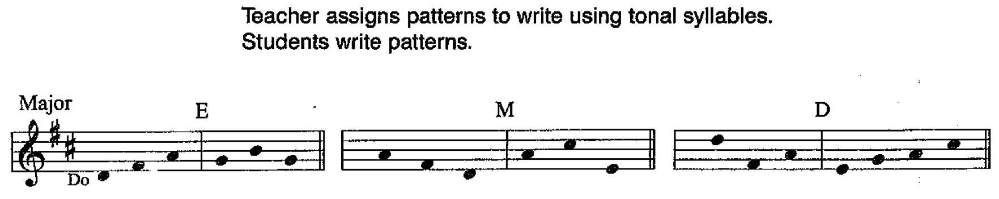 Teacher assigns patterns to write using tonal syllables.
Students write patterns.
Major
E
M
D
Do